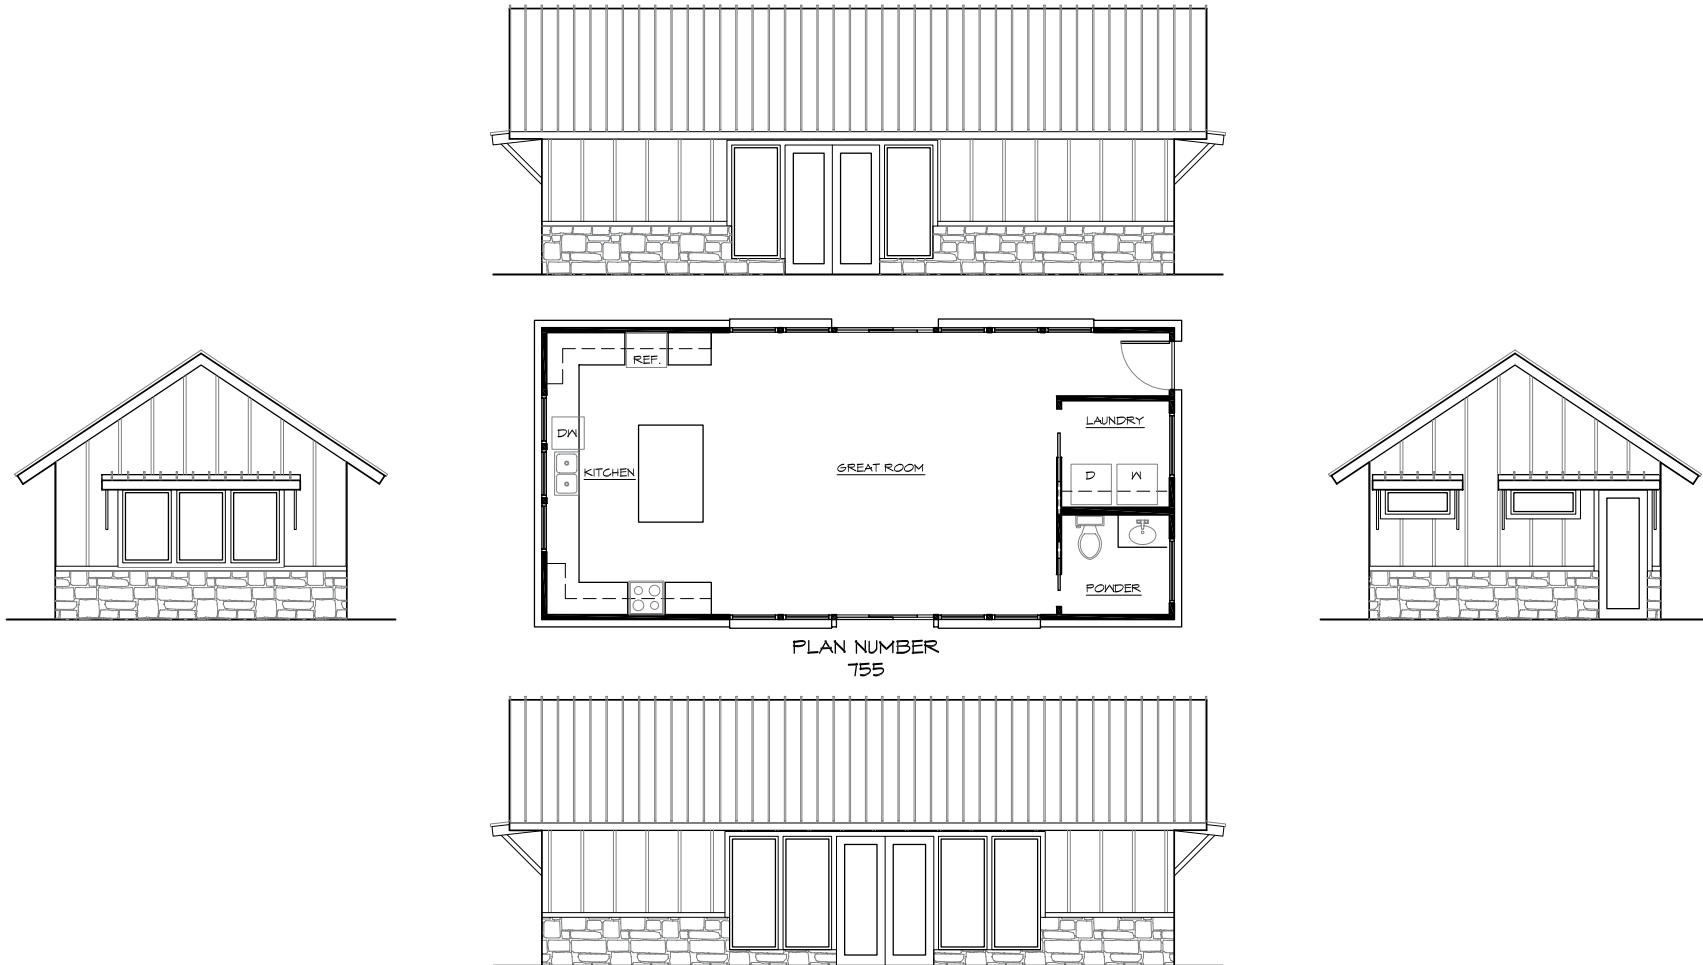 REF.
LAUNDRY
DW
KITCHEN
GREAT ROOM
D
W
POWDER
PLAN NUMBER
755